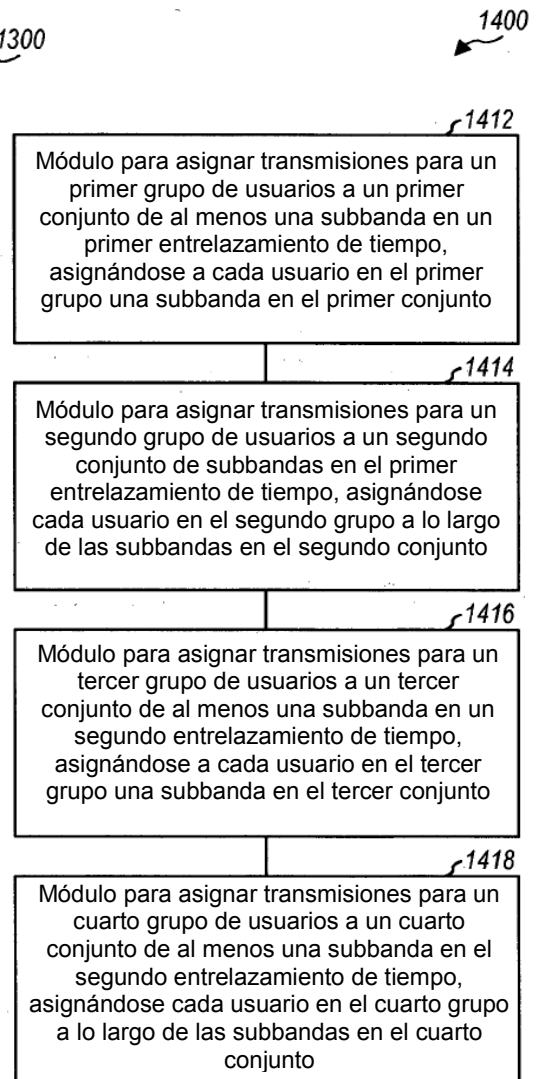 1300
1400
1412
Módulo para asignar transmisiones para un
primer grupo de usuarios a un primer
conjunto de al menos una subbanda en un
primer entrelazamiento de tiempo,
asignándose a cada usuario en el primer
grupo una subbanda en el primer conjunto
1414
Módulo para asignar transmisiones para un
segundo grupo de usuarios a un segundo
conjunto de subbandas en el primer
entrelazamiento de tiempo, asignándose
cada usuario en el segundo grupo a lo largo
de las subbandas en el segundo conjunto
1416
Módulo para asignar transmisiones para un
tercer grupo de usuarios a un tercer
conjunto de al menos una subbanda en un
segundo entrelazamiento de tiempo,
asignándose a cada usuario en el tercer
grupo una subbanda en el tercer conjunto
1418
Módulo para asignar transmisiones para un
cuarto grupo de usuarios a un cuarto
conjunto de al menos una subbanda en el
segundo entrelazamiento de tiempo,
asignándose cada usuario en el cuarto grupo
a lo largo de las subbandas en el cuarto
conjunto